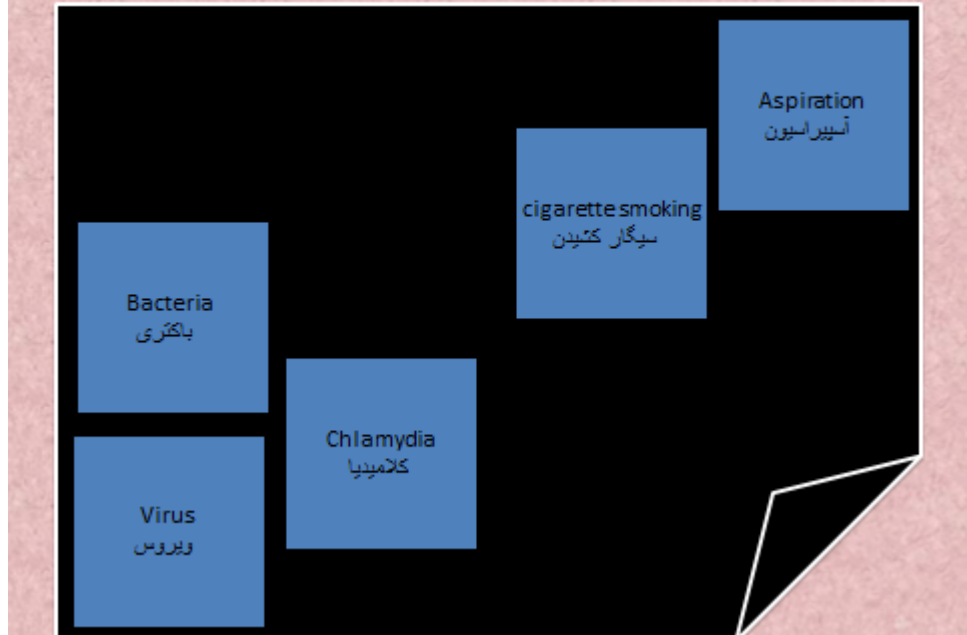 Aspiration
آسپیراسیون
cigarette smoking
سیگار کشیدن
Bacteria
باکتری
Chlamydia
کلامیدیا
Virus
ویروس